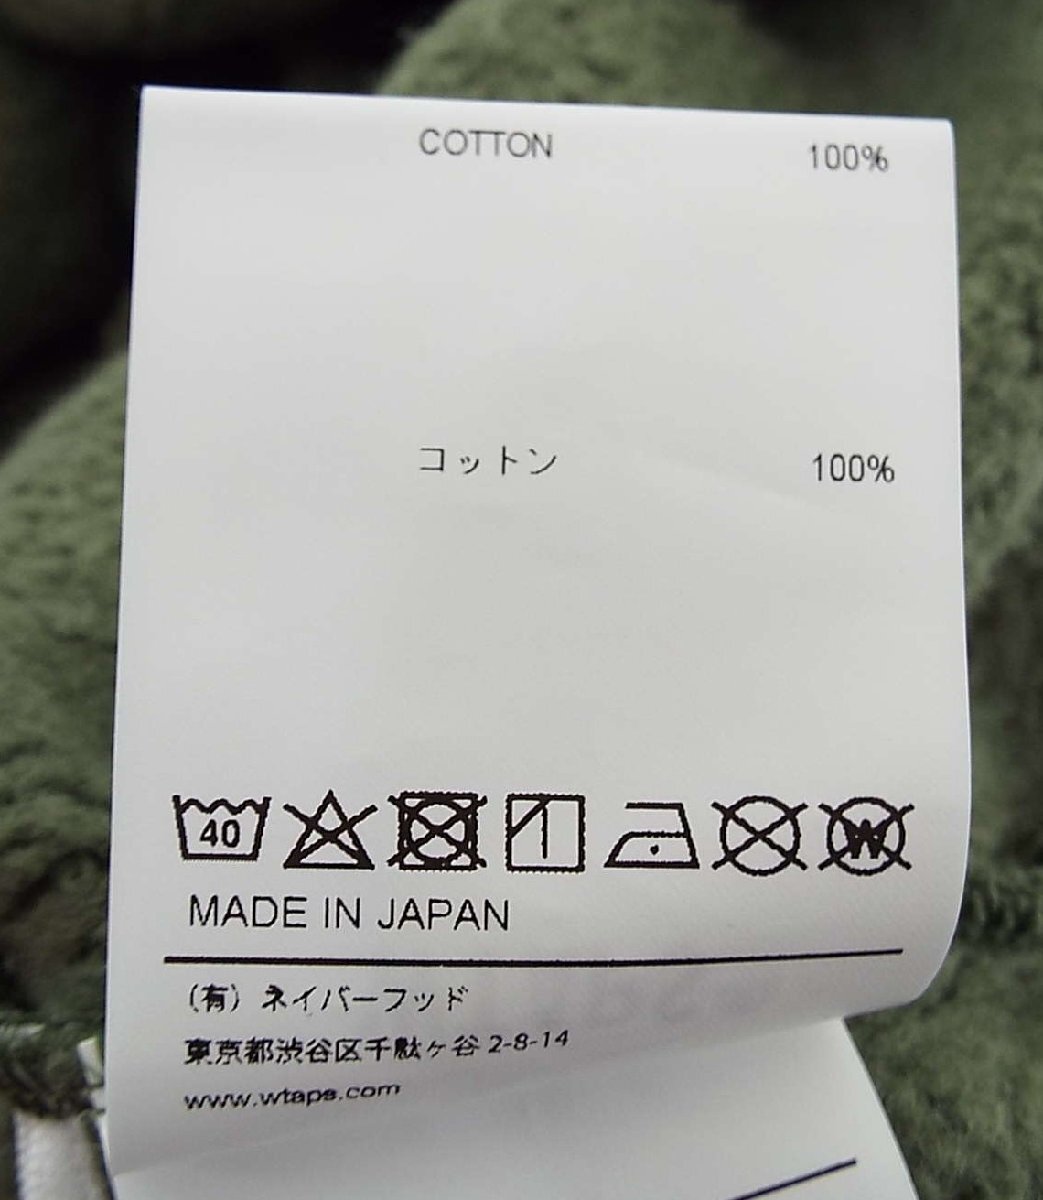 COTTON 100%
コットン 100%
40
W
MADE IN JAPAN
(有) ネイバーフッド
東京都渋谷区千駄ヶ谷 2-8-14
www.wtaps.com